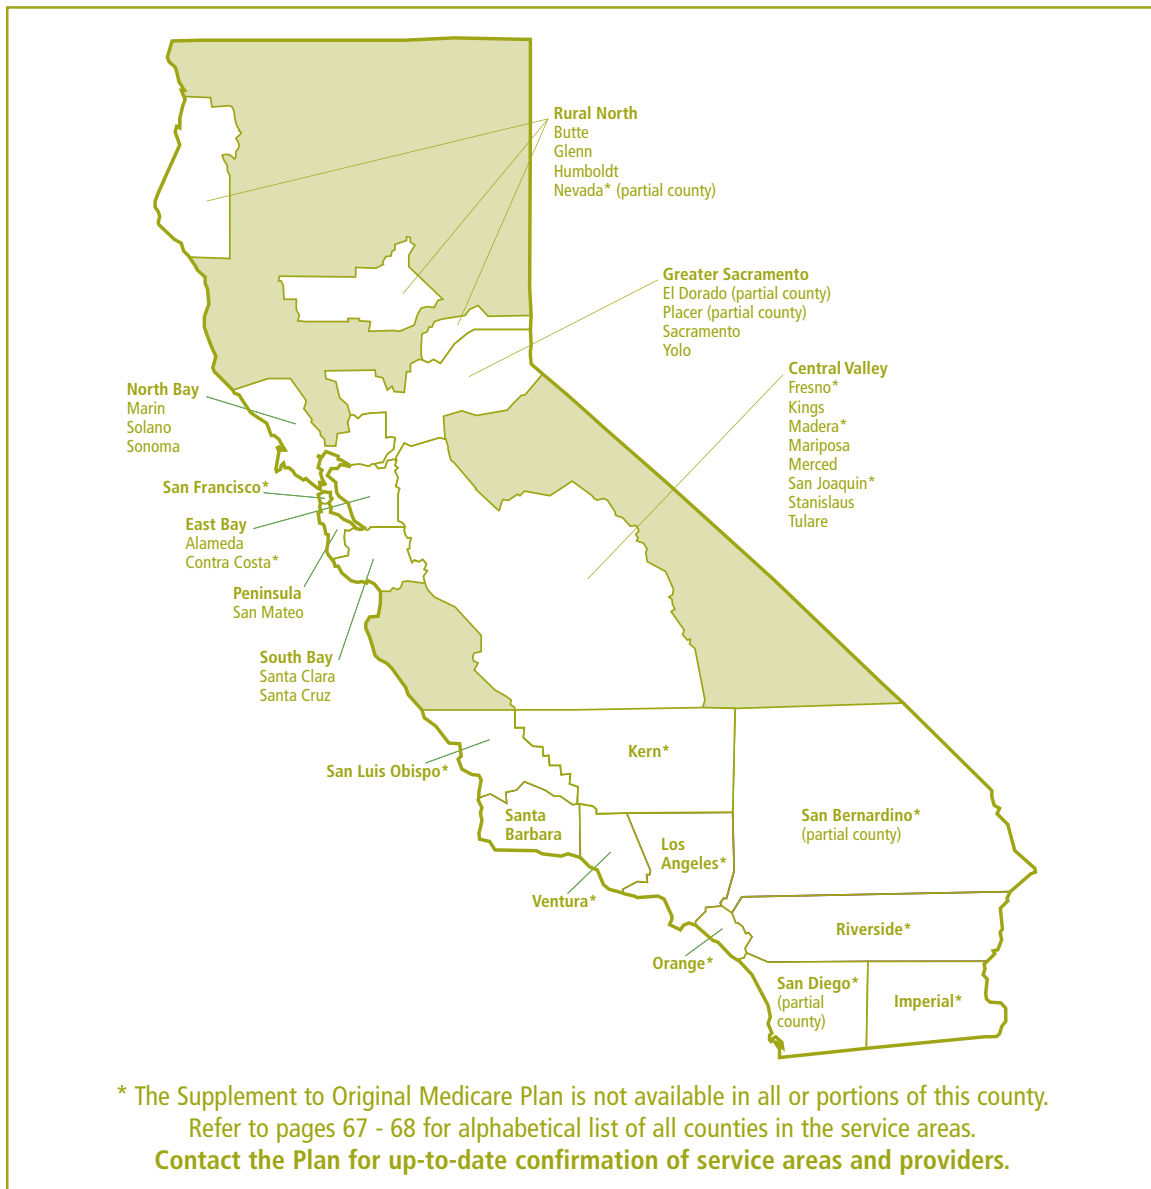 Rural North
Butte
Glenn
Humboldt
Nevada* (partial county)
Greater Sacramento
El Dorado (partial county)
Placer (partial county)
Sacramento
Yolo
Central Valley
Fresno*
Kings
Madera*
Mariposa
Merced
San Joaquin*
Stanislaus
Tulare
North Bay
Marin
Solano
Sonoma
San Francisco*
East Bay
Alameda
Contra Costa*
Peninsula
San Mateo
South Bay
Santa Clara
Santa Cruz
San Luis Obispo*
Kern*
Santa
Barbara
San Bernardino*
(partial county)
Los
Angeles*
Ventura*
Riverside*
Orange*
San Diego*
(partial
county)
Imperial*
* The Supplement to Original Medicare Plan is not available in all or portions of this county.
Refer to pages 67 - 68 for alphabetical list of all counties in the service areas.
Contact the Plan for up-to-date confirmation of service areas and providers.